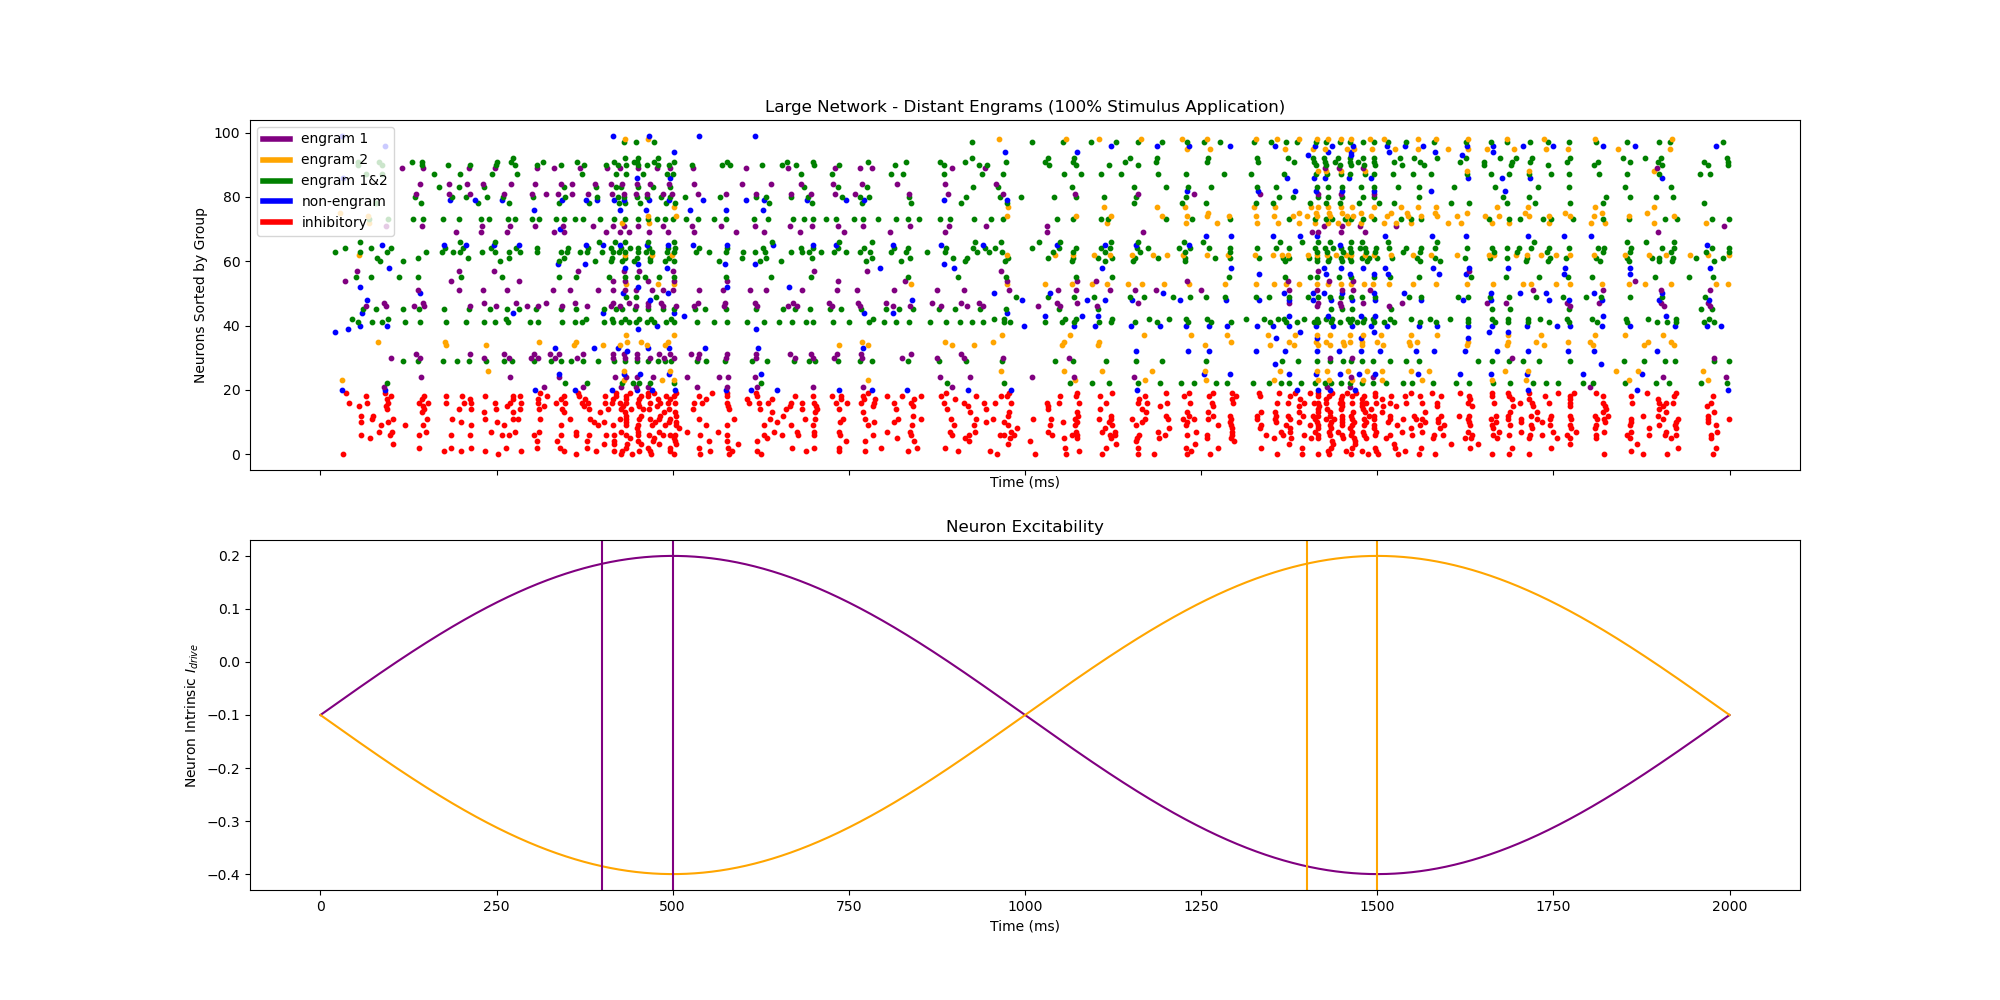 Large Network - Distant Engrams (100% Stimulus Application)
100
80
60
40
20
0
Neurons Sorted by Group
engram 1
engram 2
engram 1&2
non-engram
inhibitory
Time (ms)
Neuron Excitability
0.2
0.1
0.0
−0.1
−0.2
−0.3
−0.4
Neuron Intrinsic I_drive
0 250 500 750 1000 1250 1500 1750 2000
Time (ms)